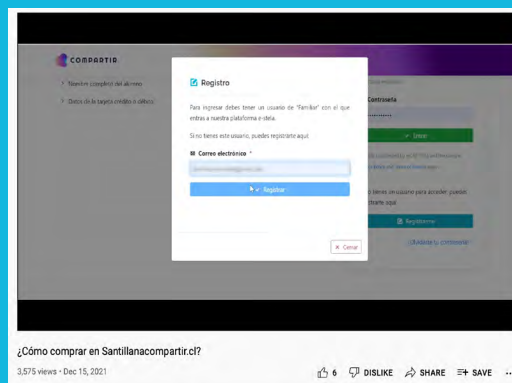 COMPARTIR
> Nombre completo del alumno
> Datos de la tarjeta crédito o débito
Registro
Para ingresar debes tener un usuario de "Familiar" con el que
entras a nuestra plataforma e-stela.
Si no tienes este usuario, puedes registrarte aquí:
Correo electrónico *
Registrar
× Cerrar
Contraseña
Entrar
Registrarme
¿Cómo comprar en Santillanacompartir.cl?
3,575 views • Dec 15, 2021
6 DISLIKE SHARE SAVE